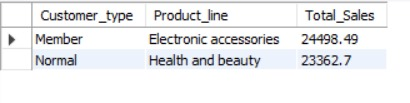 Customer_type Product_line Total_Sales
Member Electronic accessories 24498.49
Normal Health and beauty 23362.7